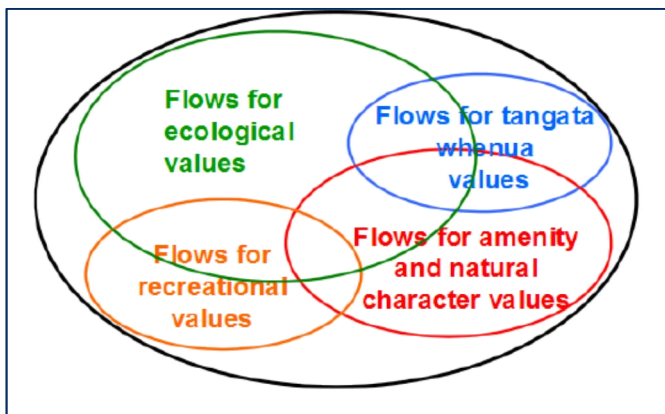 Flows for
ecological
values
Flows for tangata
whenua
values
Flows for
recreational
values
Flows for amenity
and natural
character values